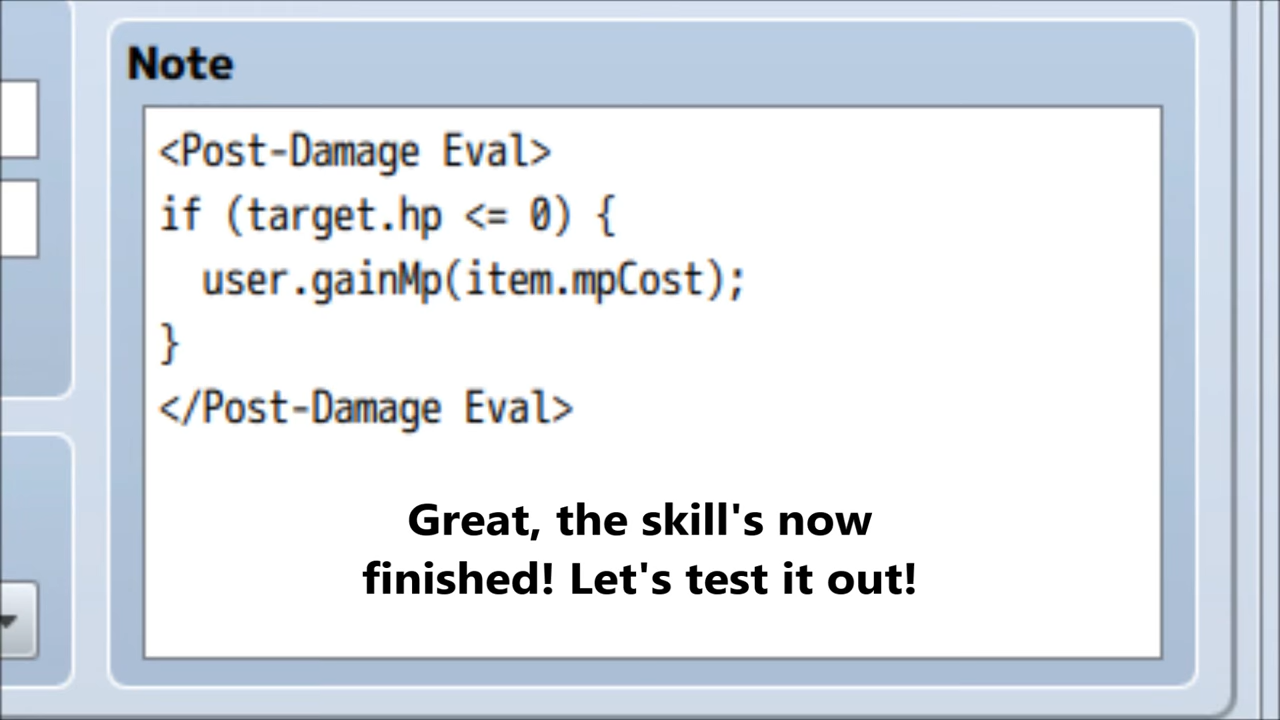 Note
<Post-Damage Eval>
if (target.hp <= 0) {
  user.gainMp(item.mpCost);
}
</Post-Damage Eval>
Great, the skill's now
finished! Let's test it out!